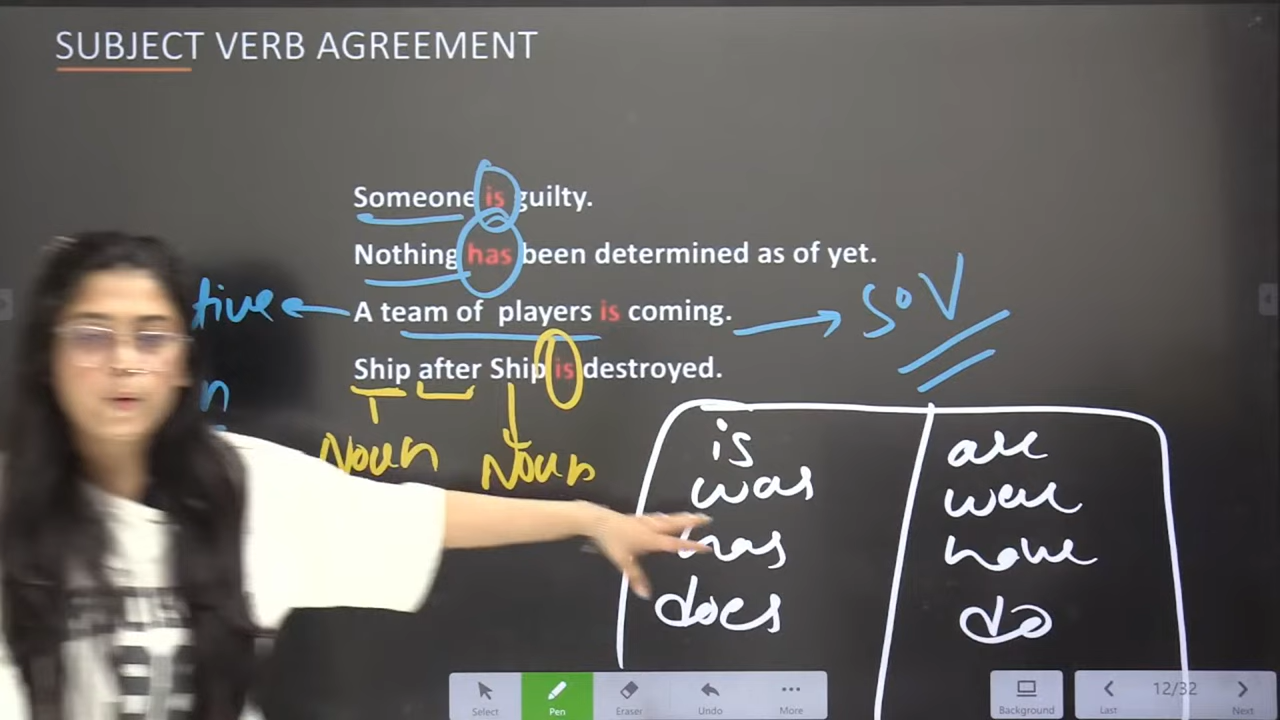 SUBJECT VERB AGREEMENT
Someone is guilty.
Nothing has been determined as of yet.
A team of players is coming.
SOV
Ship after Ship is destroyed.
Noun Noun
is are
was were
has have
does do
Select Pen Eraser Undo More
Background
Last 12/32 Next